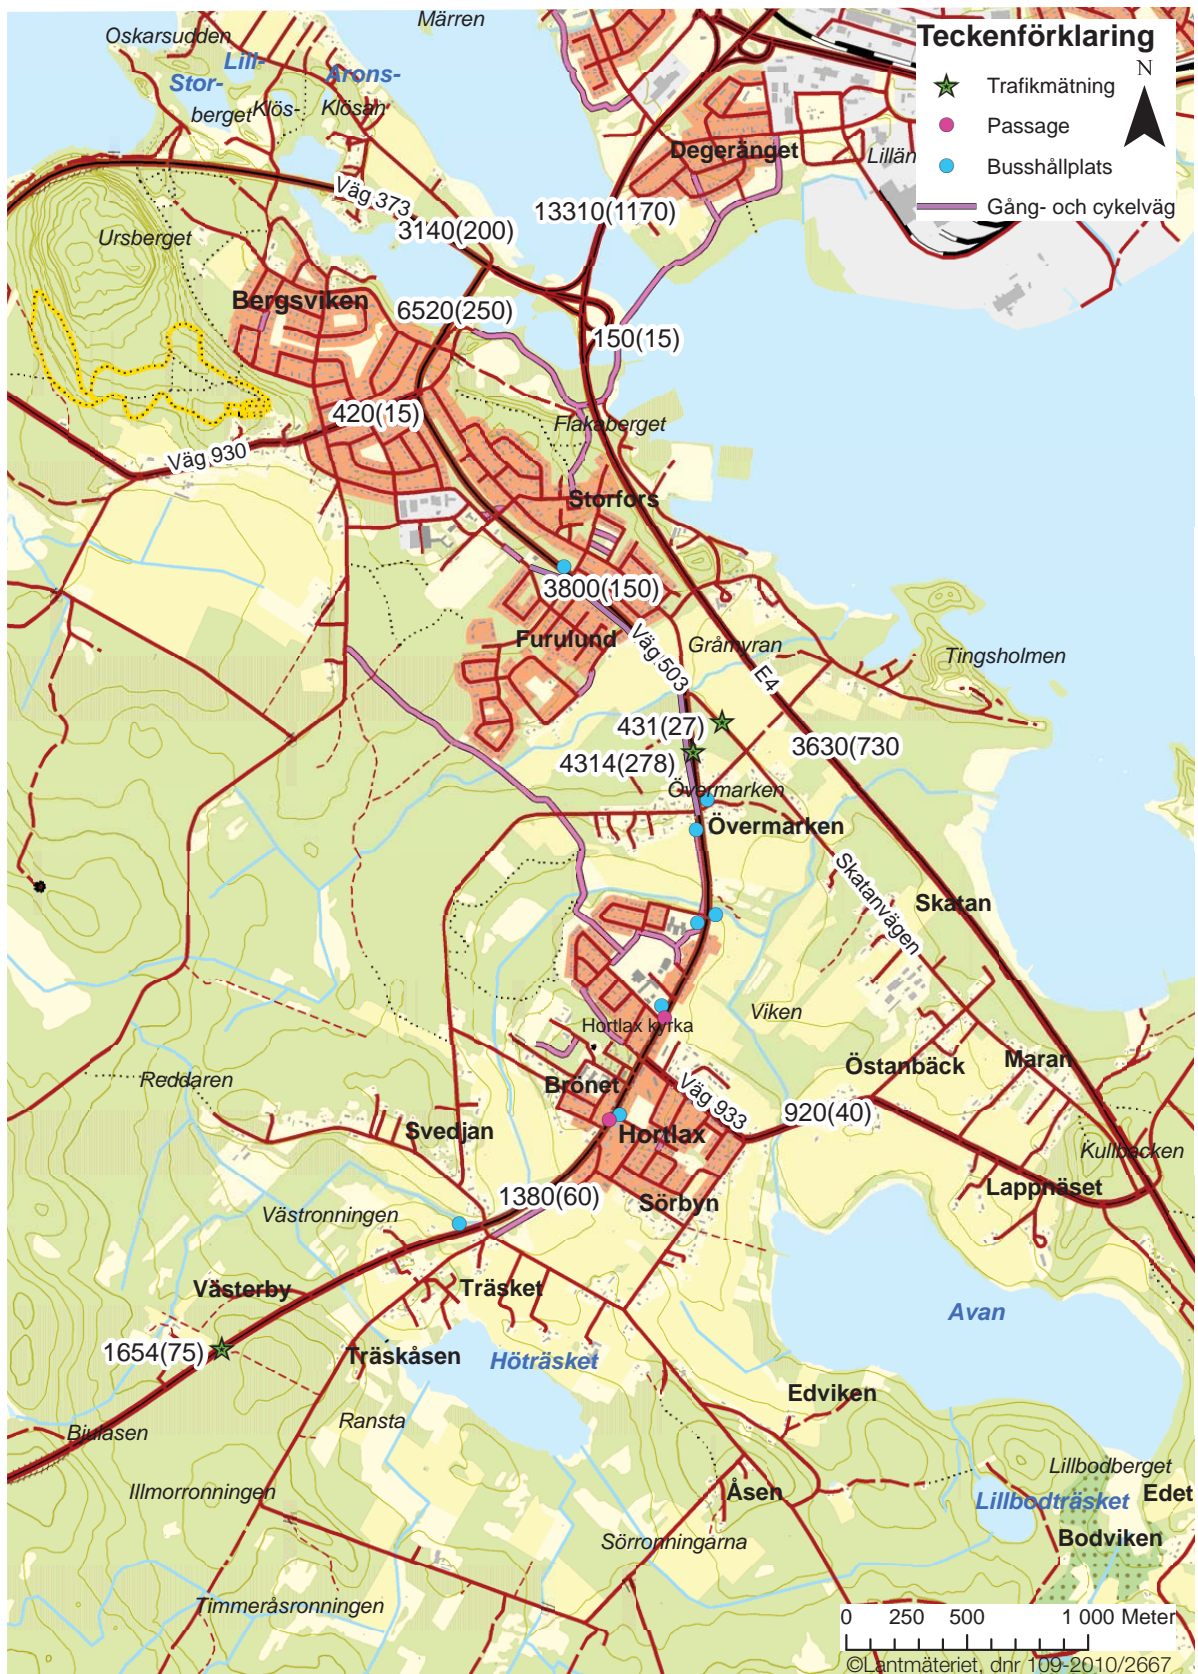 Märren
Oskarsudden
Lill-
Stor-
Arons-
berget
Klös-
Klösan
Teckenförklaring
N
Trafikmätning
Passage
Busshållplats
Gång- och cykelväg
Degeränget
Lillän
Väg 373
3140(200)
13310(1170)
Ursberget
Bergsviken
6520(250)
150(15)
420(15)
Flakaberget
Väg 930
Storfors
3800(150)
Furulund
Väg 503
Gråmyran
E4
Tingsholmen
431(27)
4314(278)
3630(730
Övermarken
Övermarken
Skatanvägen
Skatan
Viken
Hortlax kyrka
Östanbäck
Maran
Reddaren
Brönet
Väg 933
920(40)
Svedjan
Hortlax
Kullbacken
Lappnäset
1380(60)
Sörbyn
Västronningen
Västerby
Träsket
Avan
1654(75)
Träskåsen
Höträsket
Edviken
Ransta
Bjulasen
Lillbodberget
Illmorronningen
Åsen
Lillbodträsket
Edet
Sörronningarna
Bodviken
Timmeråsronningen
0 250 500 1 000 Meter
©Lantmäteriet, dnr 109-2010/2667